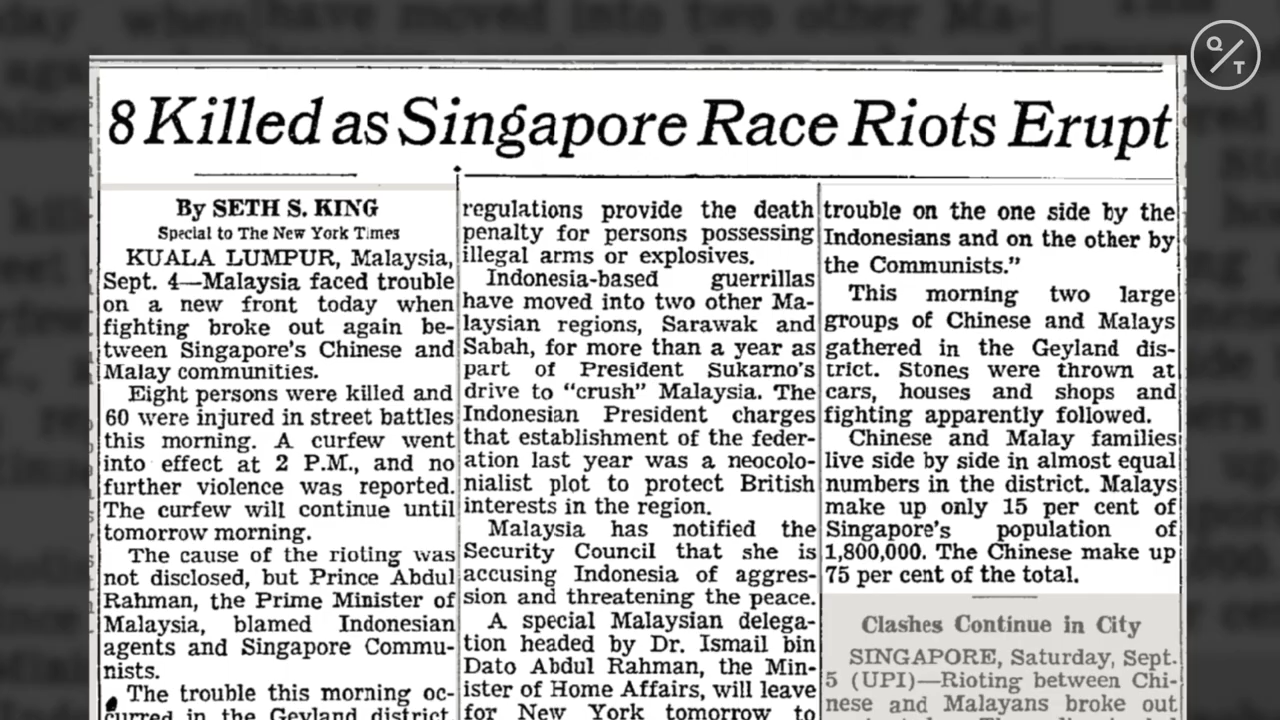 8 Killed as Singapore Race Riots Erupt
By SETH S. KING
Special to The New York Times
KUALA LUMPUR, Malaysia,
Sept. 4—Malaysia faced trouble
on a new front today when
fighting broke out again be-
tween Singapore's Chinese and
Malay communities.
Eight persons were killed and
60 were injured in street battles
this morning. A curfew went
into effect at 2 P.M., and no
further violence was reported.
The curfew will continue until
tomorrow morning.
The cause of the rioting was
not disclosed, but Prince Abdul
Rahman, the Prime Minister of
Malaysia, blamed Indonesian
agents and Singapore Commu-
nists.
The trouble this morning oc-
curred in the Geyland district,
regulations provide the death
penalty for persons possessing
illegal arms or explosives.
Indonesia-based guerrillas
have moved into two other Ma-
laysian regions, Sarawak and
Sabah, for more than a year as
part of President Sukarno's
drive to "crush" Malaysia. The
Indonesian President charges
that establishment of the feder-
ation last year was a neocolo-
nialist plot to protect British
interests in the region.
Malaysia has notified the
Security Council that she is
accusing Indonesia of aggres-
sion and threatening the peace.
A special Malaysian delega-
tion headed by Dr. Ismail bin
Dato Abdul Rahman, the Min-
ister of Home Affairs, will leave
for New York tomorrow to
trouble on the one side by the
Indonesians and on the other by
the Communists."
This morning two large
groups of Chinese and Malays
gathered in the Geyland dis-
trict. Stones were thrown at
cars, houses and shops and
fighting apparently followed.
Chinese and Malay families
live side by side in almost equal
numbers in the district. Malays
make up only 15 per cent of
Singapore's population of
1,800,000. The Chinese make up
75 per cent of the total.
Clashes Continue in City
SINGAPORE, Saturday, Sept.
5 (UPI)—Rioting between Chi-
nese and Malayans broke out
Q/T